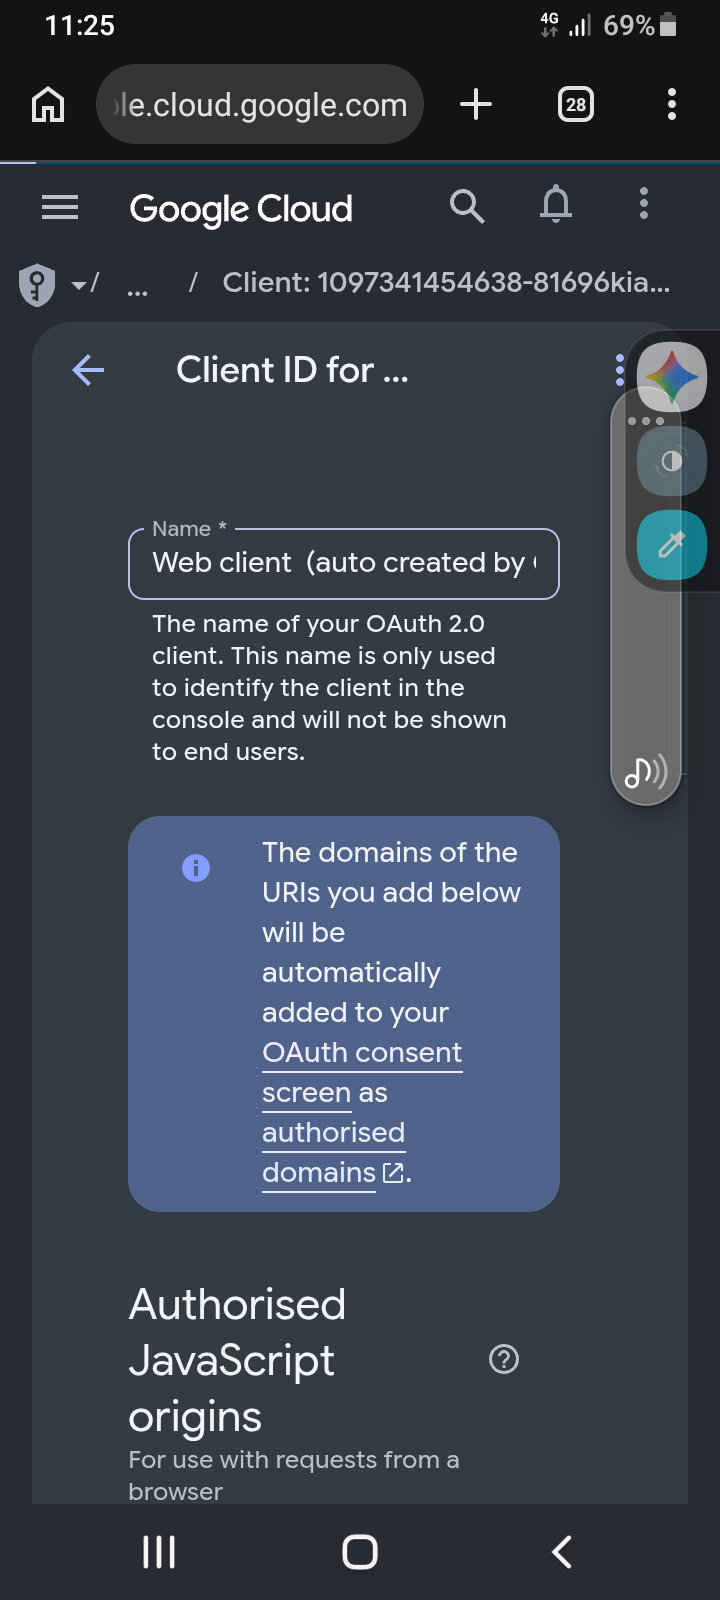 11:25
4G
69%
le.cloud.google.com
28
Google Cloud
/ ... / Client: 1097341454638-81696kia...
Client ID for ...
Name *
Web client (auto created by
The name of your OAuth 2.0
client. This name is only used
to identify the client in the
console and will not be shown
to end users.
The domains of the
URIs you add below
will be
automatically
added to your
OAuth consent
screen as
authorised
domains.
Authorised
JavaScript
origins
For use with requests from a
browser